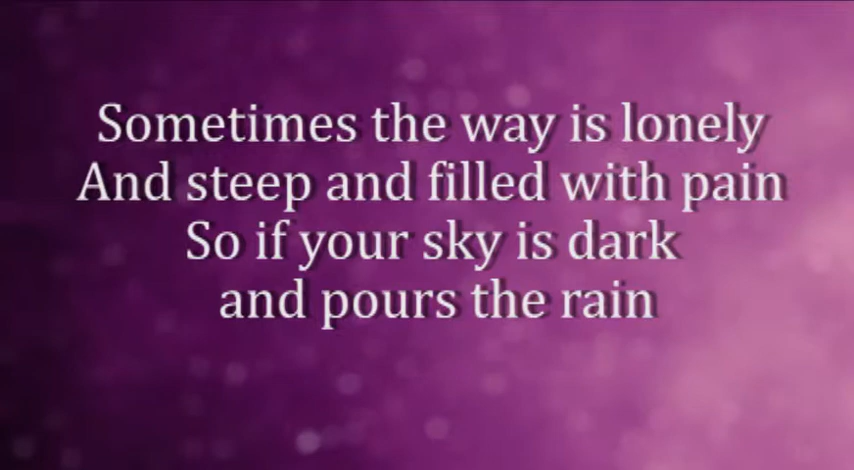 Sometimes the way is lonely
And steep and filled with pain
So if your sky is dark
and pours the rain